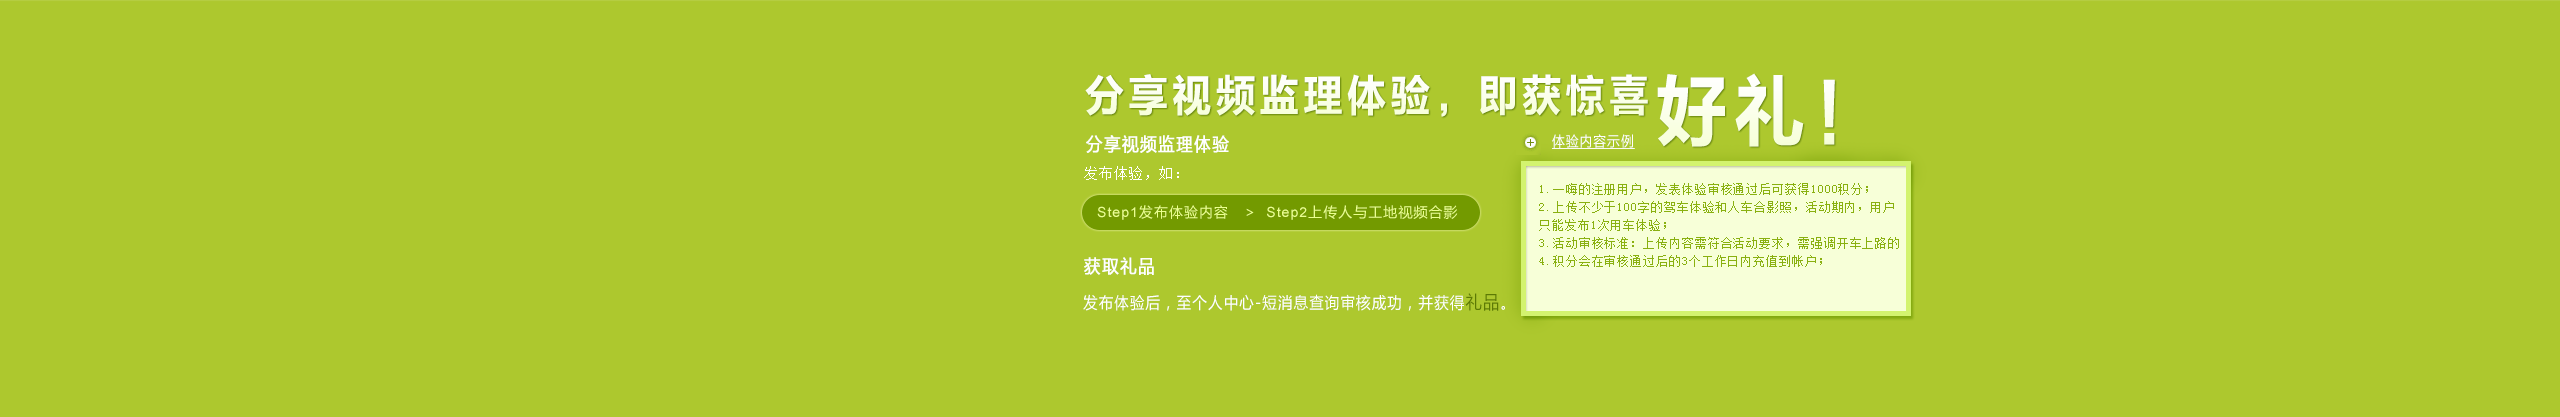 分享视频监理体验，即获惊喜好礼！
分享视频监理体验
发布体验，如：
Step1发布体验内容 > Step2上传人与工地视频合影
获取礼品
发布体验后，至个人中心-短消息查询审核成功，并获得礼品。
体验内容示例
1.一嗨的注册用户，发表体验审核通过后可获得1000积分；
2.上传不少于100字的驾车体验和人车合影照，活动期内，用户
只能发布1次用车体验；
3.活动审核标准：上传内容需符合活动要求，需强调开车上路的
4.积分会在审核通过后的3个工作日内充值到帐户；